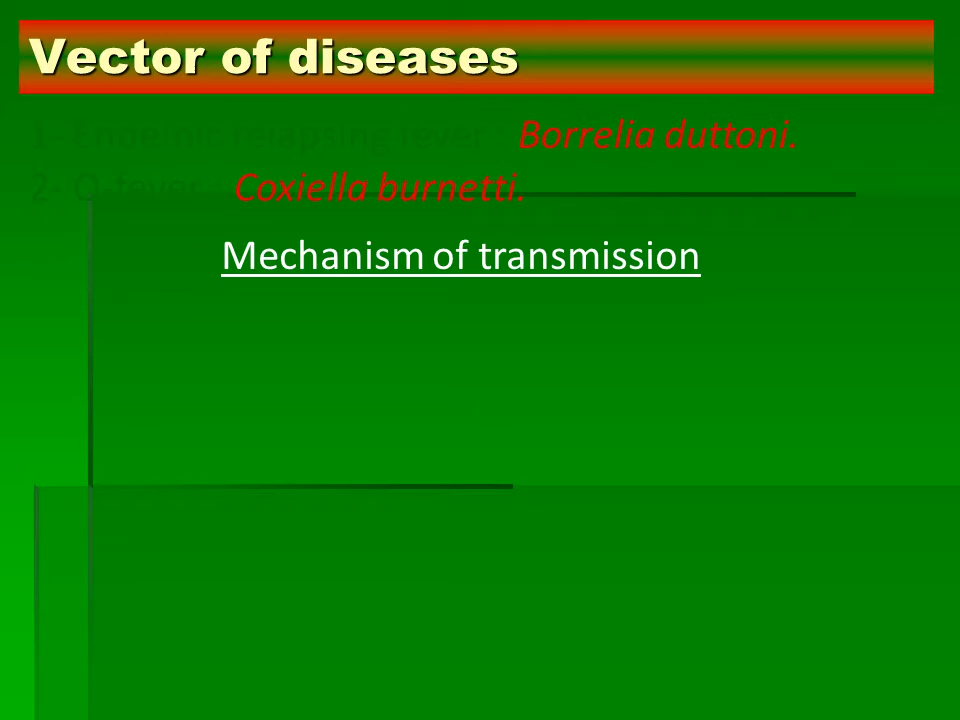 Vector of diseases
1- Endemic relapsing fever : Borrelia duttoni.
2- Q-fever : Coxiella burnetti.
Mechanism of transmission